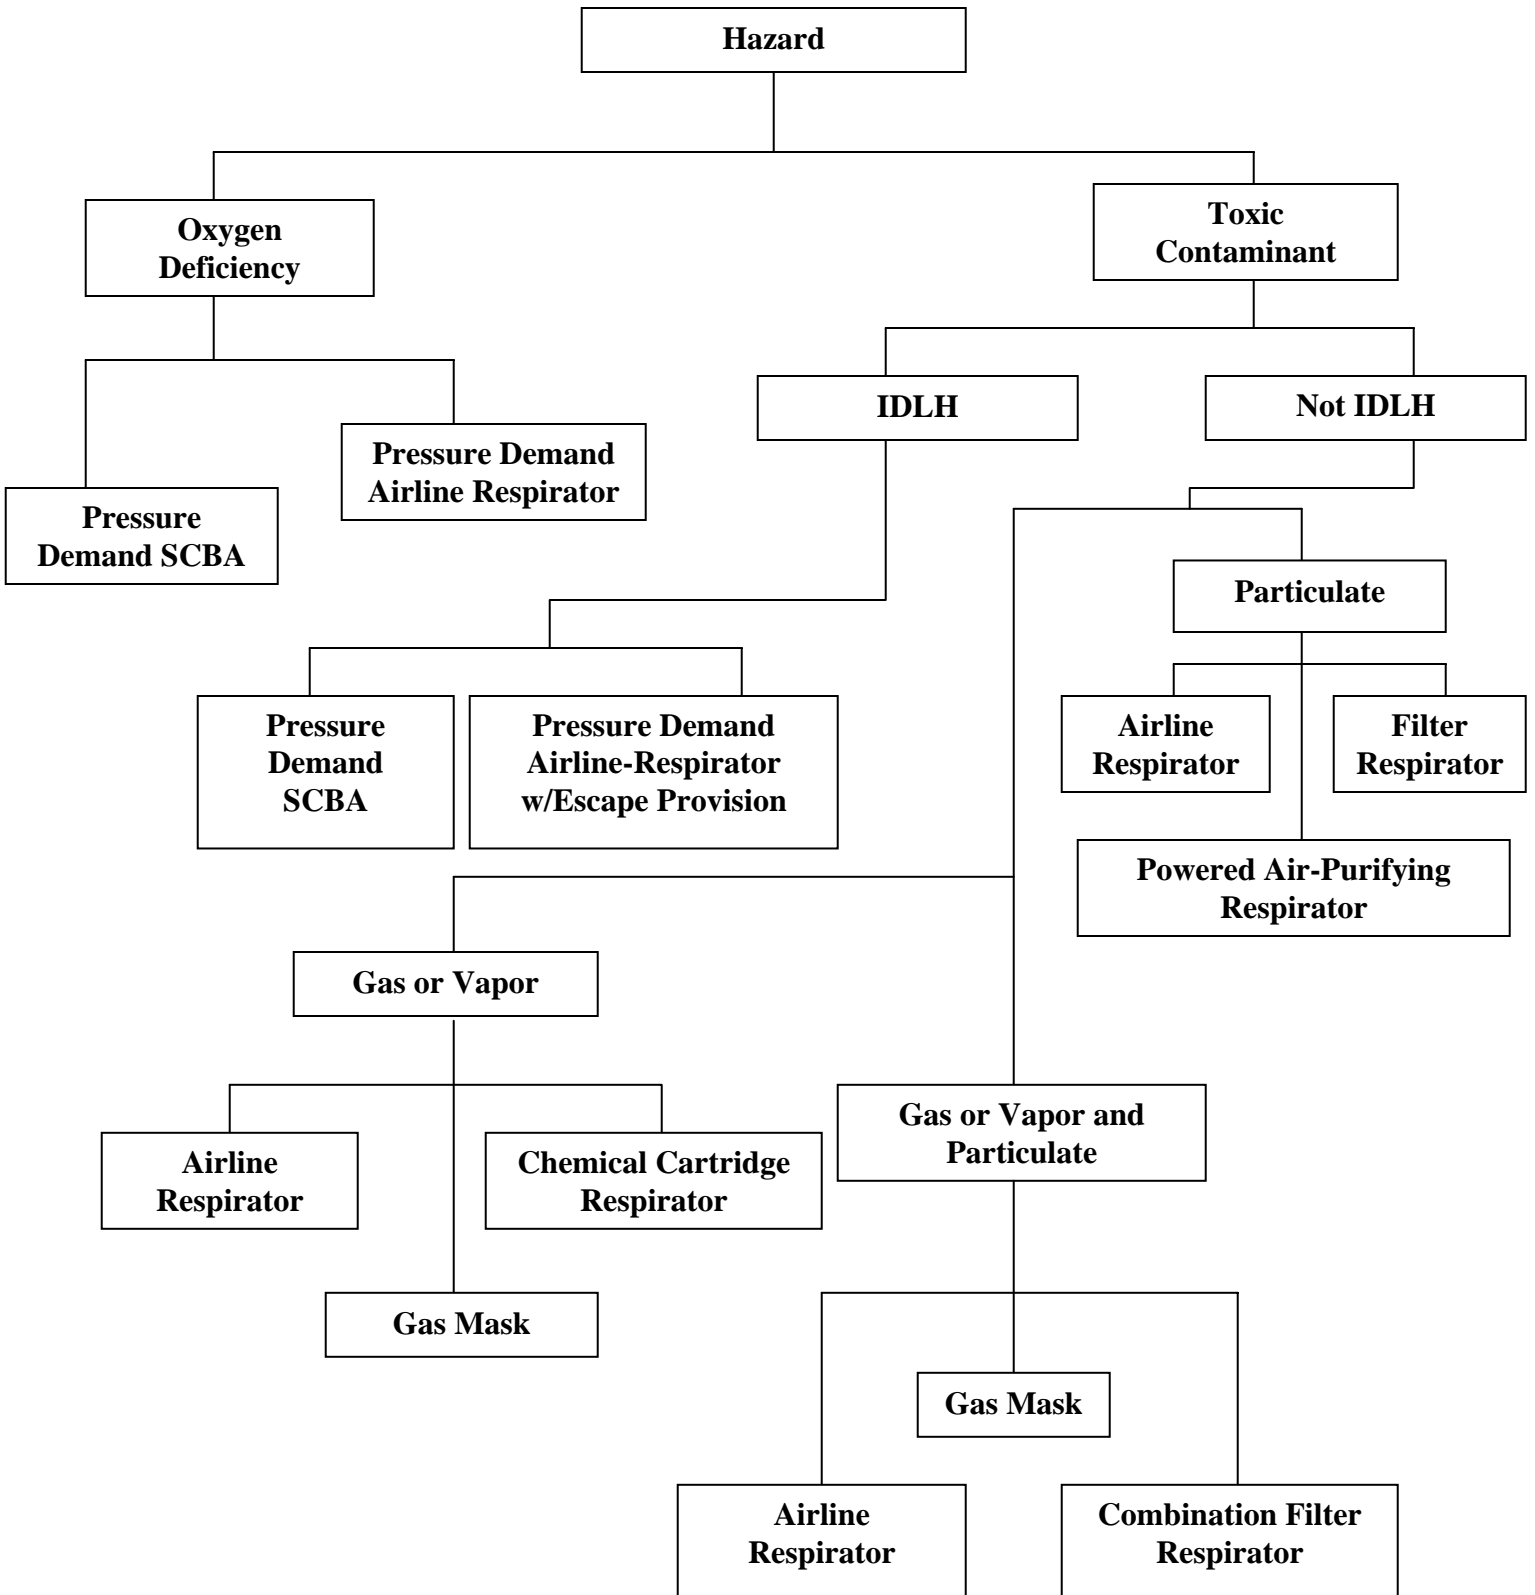 Hazard
Oxygen
Deficiency
Toxic
Contaminant
IDLH
Not IDLH
Pressure Demand
Airline Respirator
Pressure
Demand SCBA
Particulate
Pressure
Demand
SCBA
Pressure Demand
Airline-Respirator
w/Escape Provision
Airline
Respirator
Filter
Respirator
Powered Air-Purifying
Respirator
Gas or Vapor
Gas or Vapor and
Particulate
Airline
Respirator
Chemical Cartridge
Respirator
Gas Mask
Gas Mask
Airline
Respirator
Combination Filter
Respirator